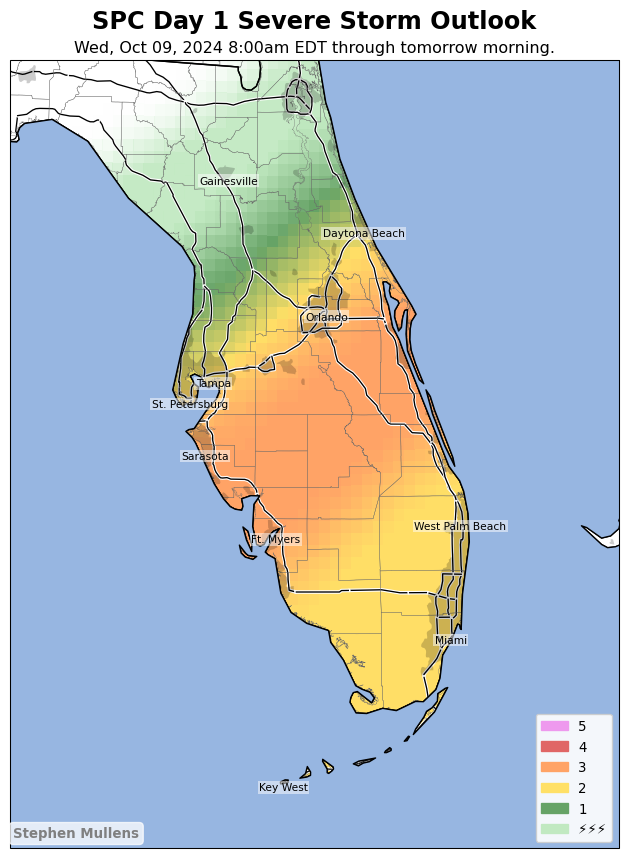 SPC Day 1 Severe Storm Outlook
Wed, Oct 09, 2024 8:00am EDT through tomorrow morning.
Gainesville
Daytona Beach
Orlando
Tampa
St. Petersburg
Sarasota
West Palm Beach
Ft. Myers
Miami
Key West
5
4
3
2
1
⚡⚡⚡
Stephen Mullens